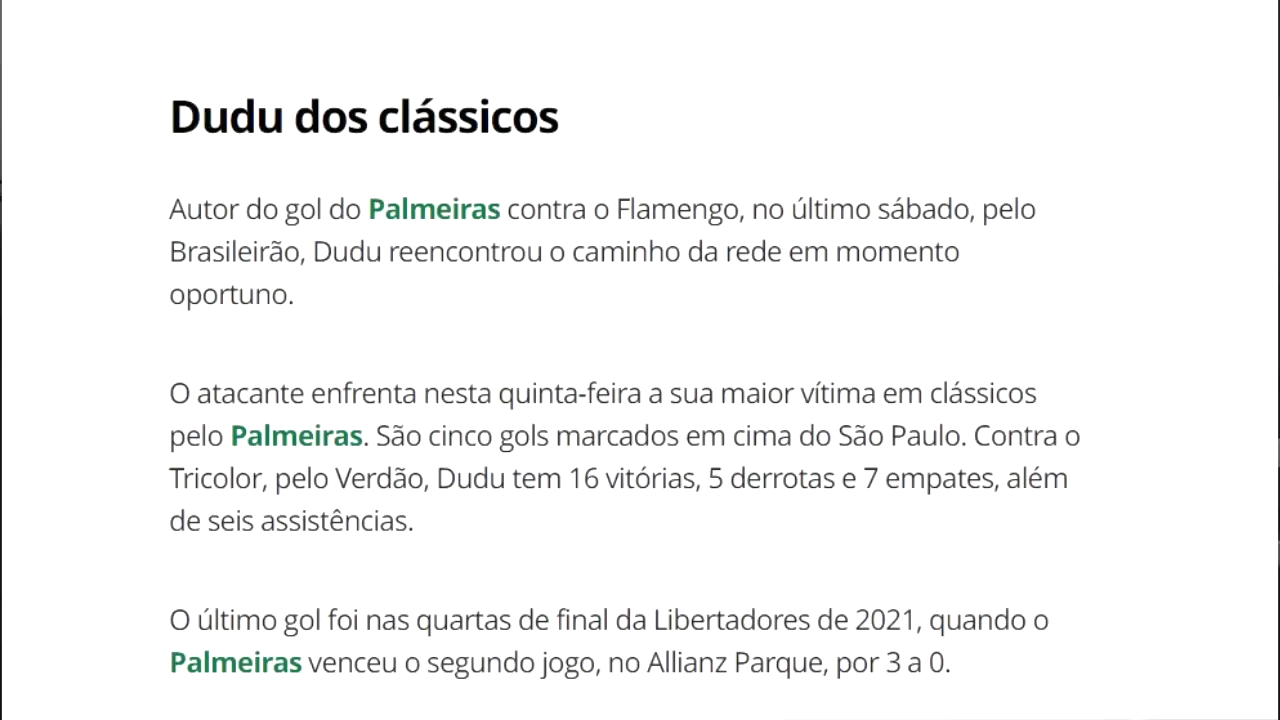 Dudu dos clássicos
Autor do gol do Palmeiras contra o Flamengo, no último sábado, pelo
Brasileirão, Dudu reencontrou o caminho da rede em momento
oportuno.
O atacante enfrenta nesta quinta-feira a sua maior vítima em clássicos
pelo Palmeiras. São cinco gols marcados em cima do São Paulo. Contra o
Tricolor, pelo Verdão, Dudu tem 16 vitórias, 5 derrotas e 7 empates, além
de seis assistências.
O último gol foi nas quartas de final da Libertadores de 2021, quando o
Palmeiras venceu o segundo jogo, no Allianz Parque, por 3 a 0.